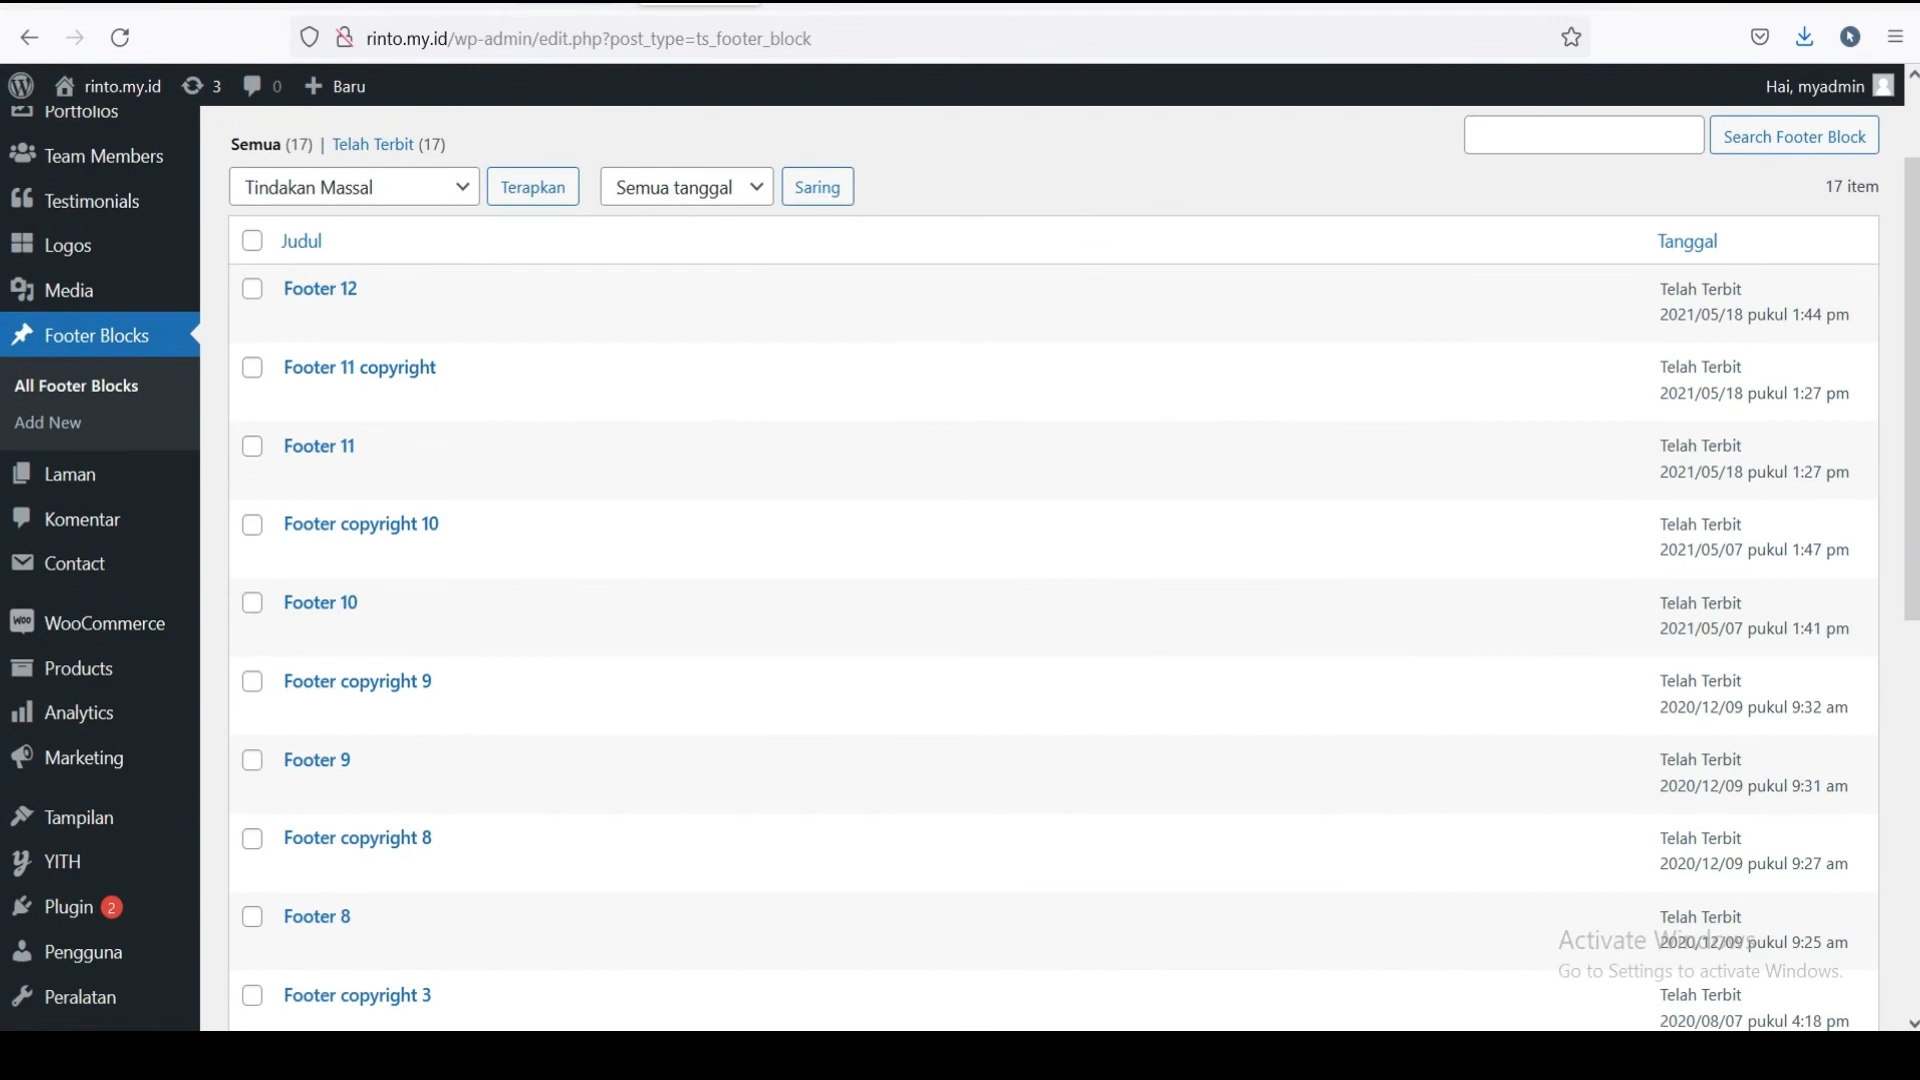 rinto.my.id/wp-admin/edit.php?post_type=ts_footer_block
rinto.my.id 3 0 Baru
Hai, myadmin
Portfolios
Team Members
Testimonials
Logos
Media
Footer Blocks
All Footer Blocks
Add New
Laman
Komentar
Contact
WooCommerce
Products
Analytics
Marketing
Tampilan
YITH
Plugin 2
Pengguna
Peralatan
Semua (17) | Telah Terbit (17)
Search Footer Block
Tindakan Massal Terapkan Semua tanggal Saring
17 item
Judul Tanggal
Footer 12 Telah Terbit
2021/05/18 pukul 1:44 pm
Footer 11 copyright Telah Terbit
2021/05/18 pukul 1:27 pm
Footer 11 Telah Terbit
2021/05/18 pukul 1:27 pm
Footer copyright 10 Telah Terbit
2021/05/07 pukul 1:47 pm
Footer 10 Telah Terbit
2021/05/07 pukul 1:41 pm
Footer copyright 9 Telah Terbit
2020/12/09 pukul 9:32 am
Footer 9 Telah Terbit
2020/12/09 pukul 9:31 am
Footer copyright 8 Telah Terbit
2020/12/09 pukul 9:27 am
Footer 8 Telah Terbit
2020/12/09 pukul 9:25 am
Footer copyright 3 Telah Terbit
2020/08/07 pukul 4:18 pm
Activate Windows
Go to Settings to activate Windows.